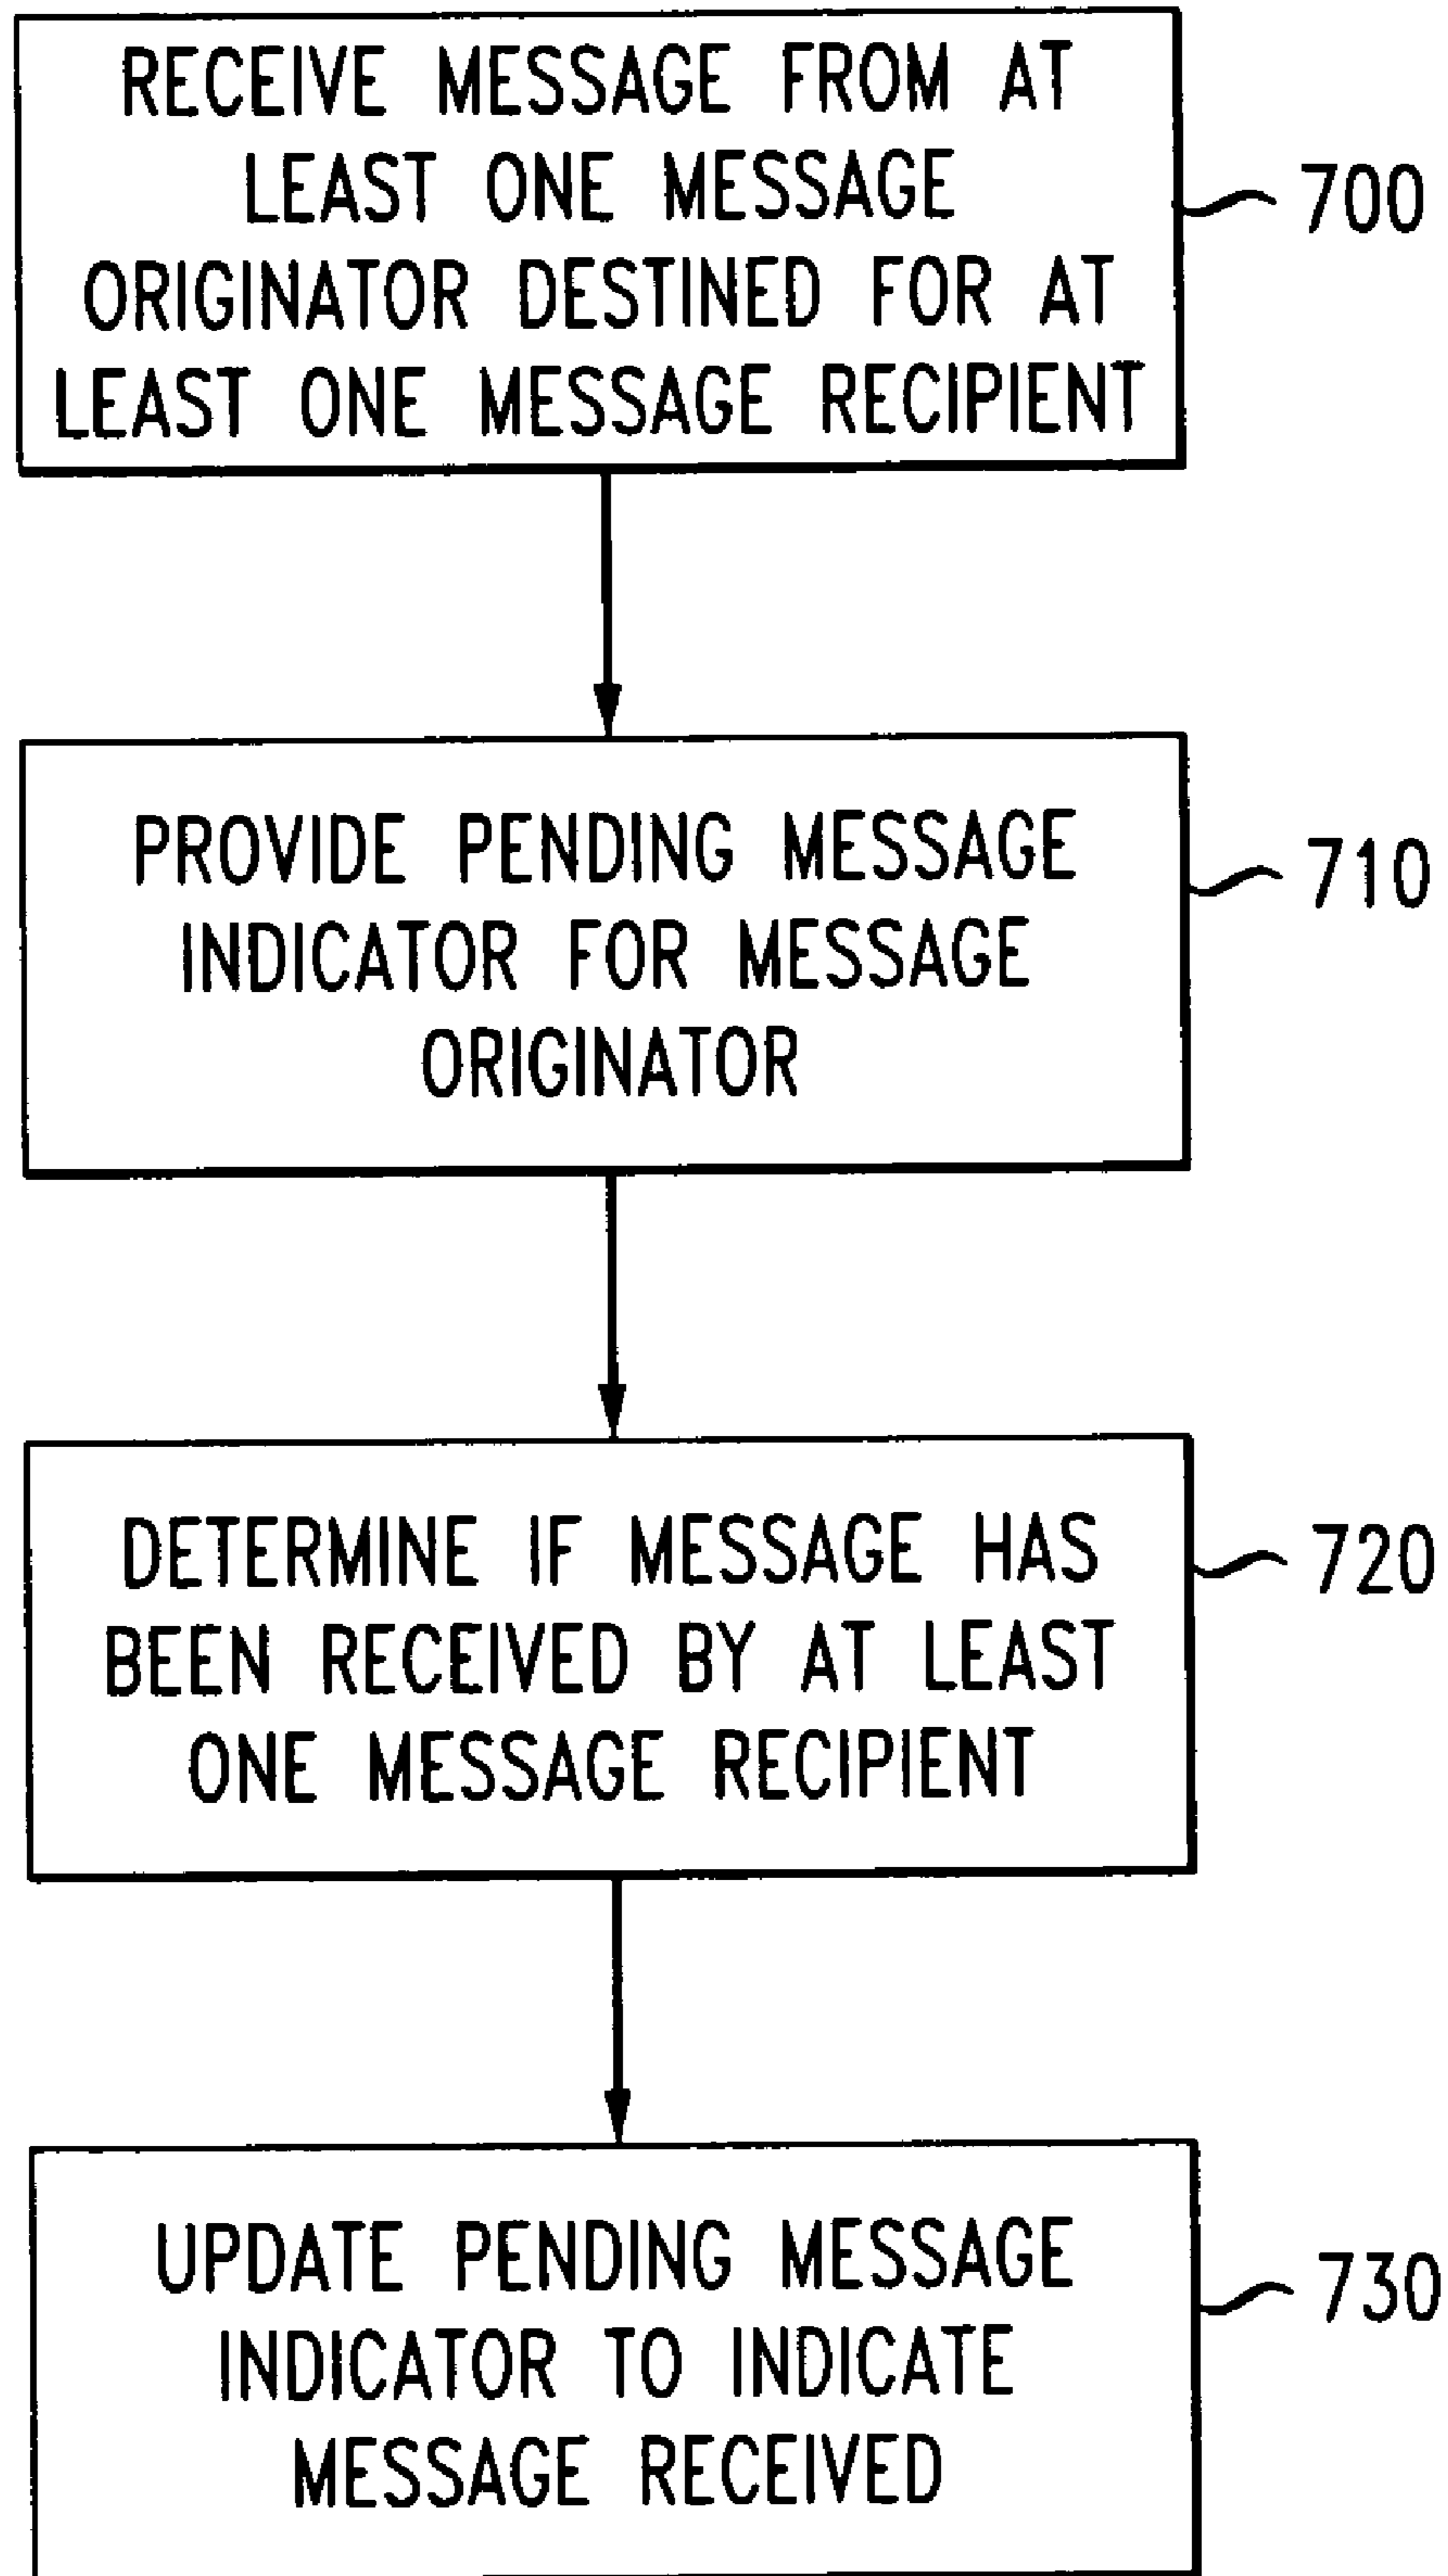 RECEIVE MESSAGE FROM AT
LEAST ONE MESSAGE
ORIGINATOR DESTINED FOR AT
LEAST ONE MESSAGE RECIPIENT
700
PROVIDE PENDING MESSAGE
INDICATOR FOR MESSAGE
ORIGINATOR
710
DETERMINE IF MESSAGE HAS
BEEN RECEIVED BY AT LEAST
ONE MESSAGE RECIPIENT
720
UPDATE PENDING MESSAGE
INDICATOR TO INDICATE
MESSAGE RECEIVED
730